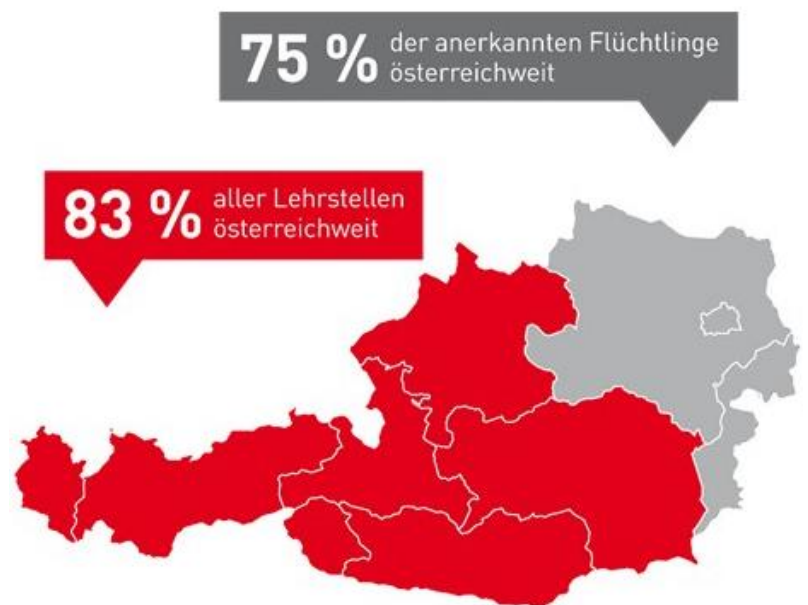 75 % der anerkannten Flüchtlinge
österreichweit
83 % aller Lehrstellen
österreichweit